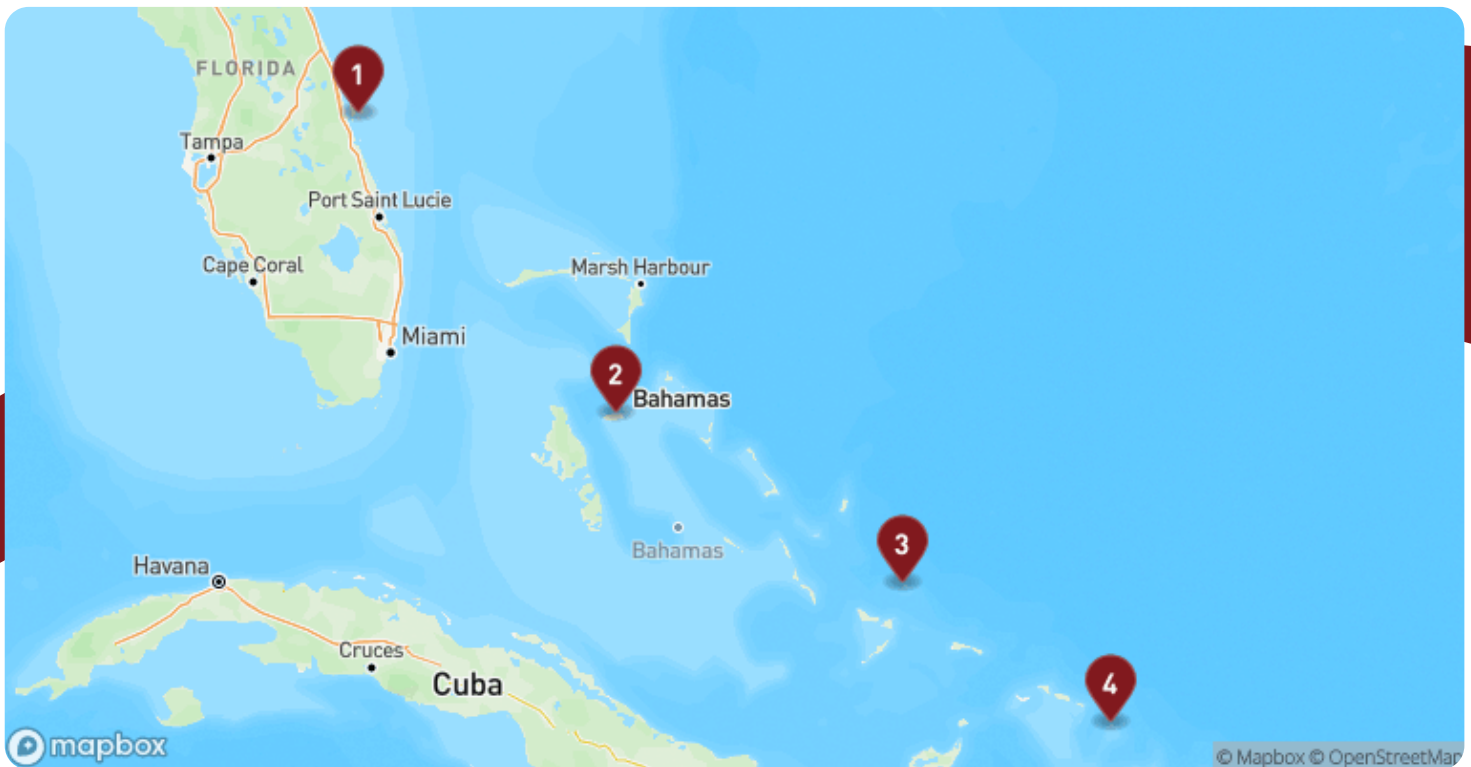 FLORIDA
1
Tampa
Port Saint Lucie
Cape Coral
Marsh Harbour
Miami
2
Bahamas
3
Bahamas
Havana
Cruces
4
Cuba
mapbox
© Mapbox © OpenStreetMap